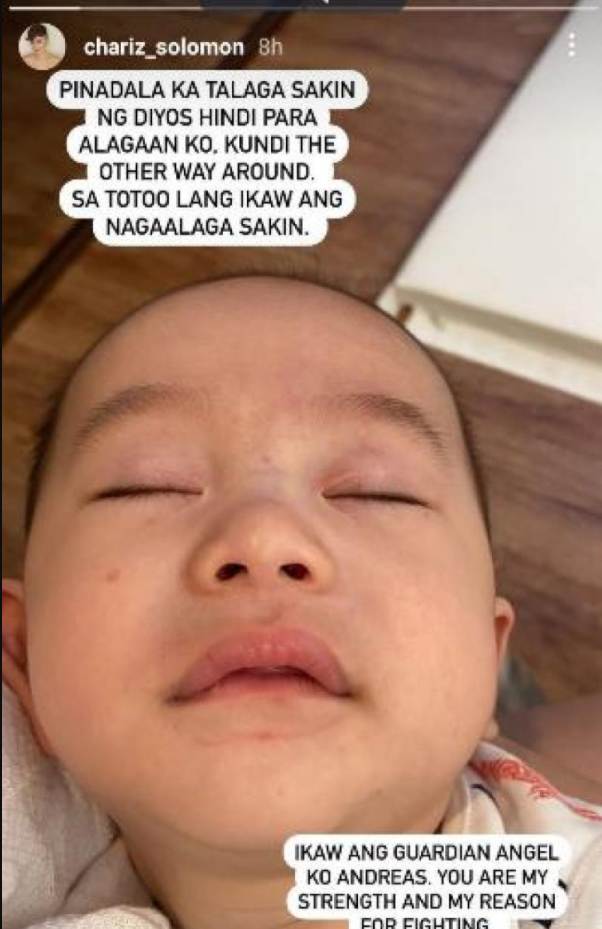 chariz_solomon 8h
PINADALA KA TALAGA SAKIN
NG DIYOS HINDI PARA
ALAGAAN KO, KUNDI THE
OTHER WAY AROUND.
SA TOTOO LANG IKAW ANG
NAGAALAGA SAKIN.
IKAW ANG GUARDIAN ANGEL
KO ANDREAS. YOU ARE MY
STRENGTH AND MY REASON
FOR FIGHTING